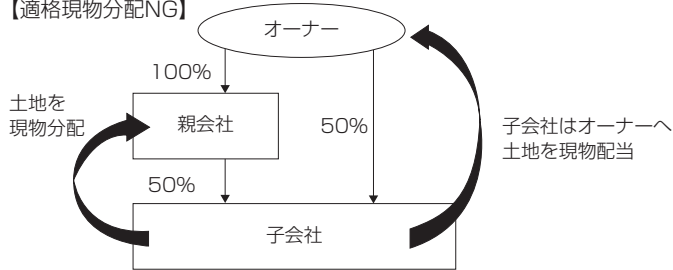 【適格現物分配NG】
オーナー
100%
土地を
現物分配
親会社
50%
子会社はオーナーへ
土地を現物配当
50%
子会社